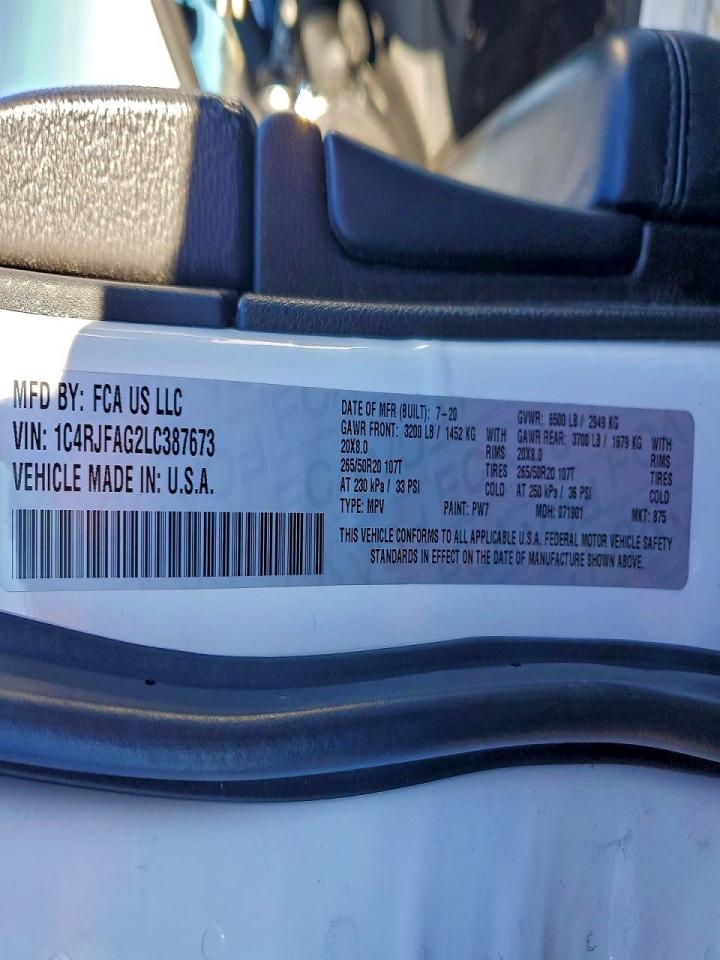 MFD BY: FCA US LLC
VIN: 1C4RJFAG2LC387673
VEHICLE MADE IN: U.S.A.
DATE OF MFR (BUILT): 7-20
GAWR FRONT: 3200 LB / 1452 KG WITH
20X8.0 RIMS
265/50R20 107T TIRES
AT 230 kPa / 33 PSI COLD
TYPE: MPV PAINT: PW7
GVWR: 6500 LB / 2949 KG
GAWR REAR: 3700 LB / 1679 KG WITH
20X8.0 RIMS
265/50R20 107T TIRES
AT 250 kPa / 36 PSI COLD
MDH: 071901 MKT: 875
THIS VEHICLE CONFORMS TO ALL APPLICABLE U.S.A. FEDERAL MOTOR VEHICLE SAFETY
STANDARDS IN EFFECT ON THE DATE OF MANUFACTURE SHOWN ABOVE.